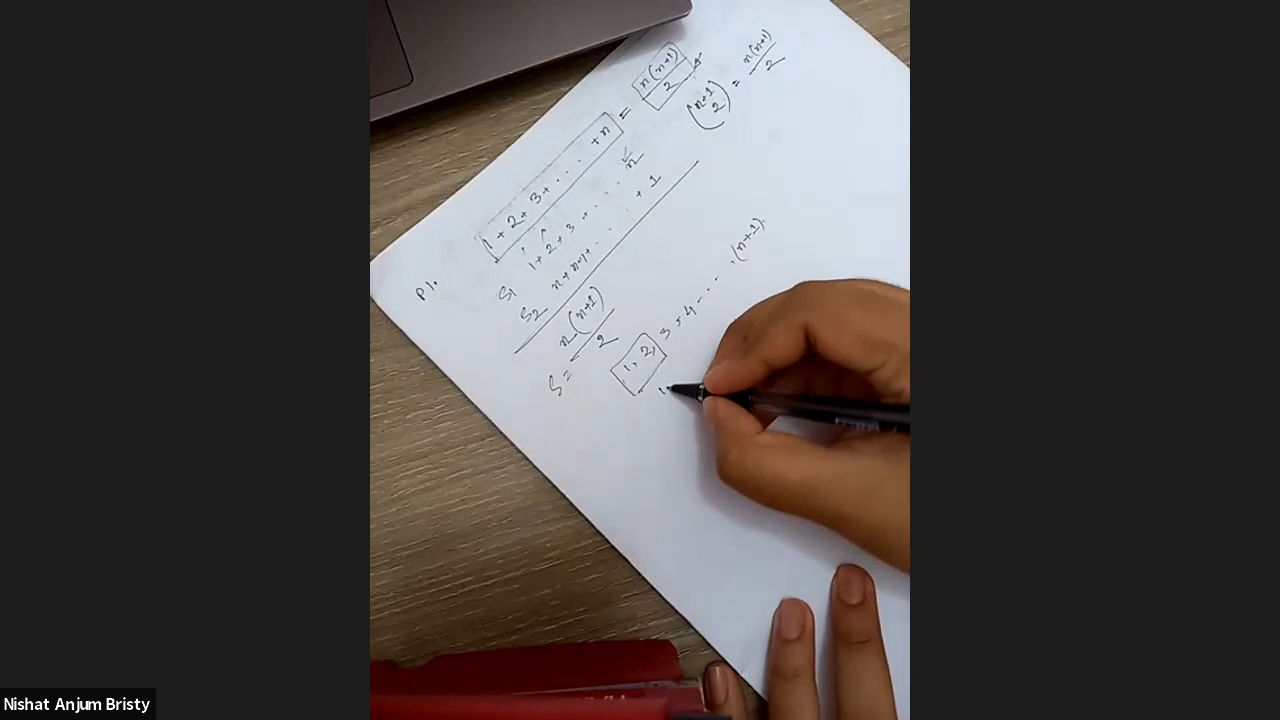 P1.
1 + 2 + 3 + . . . . + n = n(n+1)/2
(n+1 2) = n(n+1)/2
S1 1 + 2 + 3 + . . . . n
S2 n + n-1 + . . . . + 1
S = n(n+1)/2
1, 2, 3, 4 - . . . . (n+1).
1
Nishat Anjum Bristy